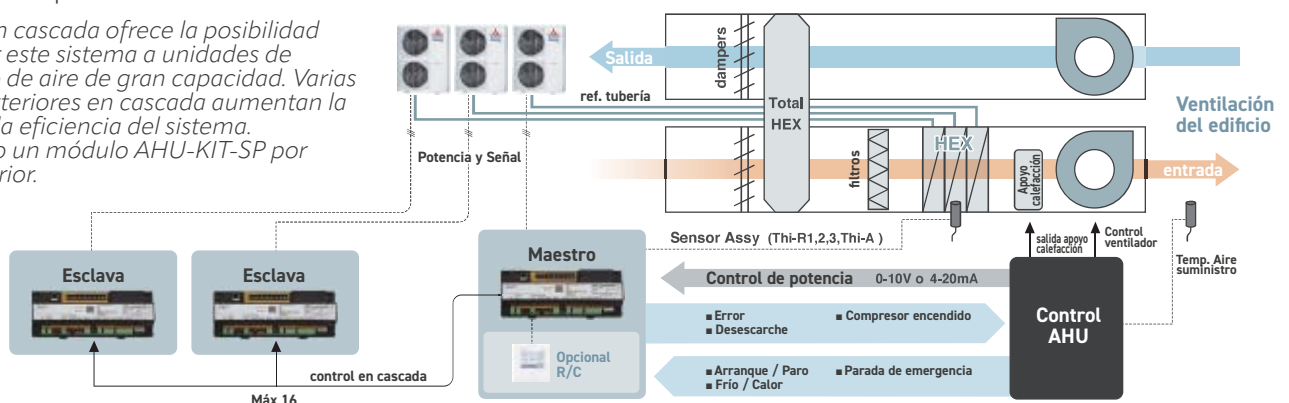 n cascada ofrece la posibilidad
r este sistema a unidades de
o de aire de gran capacidad. Varias
teriores en cascada aumentan la
la eficiencia del sistema.
o un módulo AHU-KIT-SP por
rior.
Salida
dampers
Total
HEX
ref. tubería
Ventilación
del edificio
HEX
filtros
Apoyo
calefacción
entrada
Potencia y Señal
Sensor Assy (Thi-R1,2,3,Thi-A )
salida apoyo
calefacción
Control
ventilador
Temp. Aire
suministro
Esclava
Esclava
Maestro
Control de potencia 0-10V o 4-20mA
■ Error
■ Desescarche
■ Compresor encendido
Control
AHU
Opcional
R/C
■ Arranque / Paro
■ Frío / Calor
■ Parada de emergencia
control en cascada
Máx 16